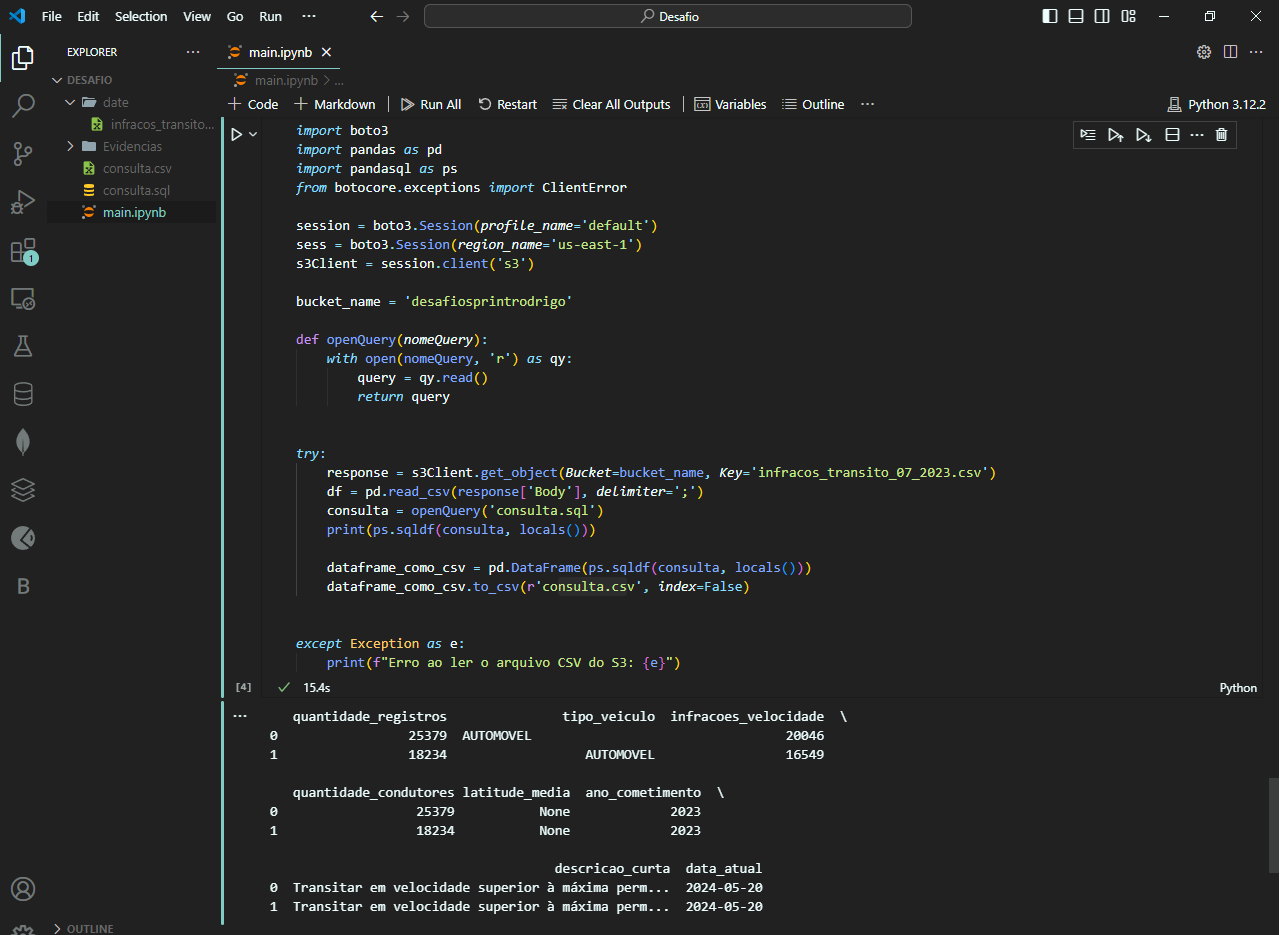 File Edit Selection View Go Run ··· Desafio
EXPLORER ···
DESAFIO
date
infracos_transito...
Evidencias
consulta.csv
consulta.sql
main.ipynb
1
B
OUTLINE
main.ipynb
main.ipynb > ...
Code Markdown Run All Restart Clear All Outputs Variables Outline ··· Python 3.12.2
import boto3
import pandas as pd
import pandasql as ps
from botocore.exceptions import ClientError
session = boto3.Session(profile_name='default')
sess = boto3.Session(region_name='us-east-1')
s3Client = session.client('s3')
bucket_name = 'desafiosprintrodrigo'
def openQuery(nomeQuery):
    with open(nomeQuery, 'r') as qy:
        query = qy.read()
        return query
try:
    response = s3Client.get_object(Bucket=bucket_name, Key='infracos_transito_07_2023.csv')
    df = pd.read_csv(response['Body'], delimiter=';')
    consulta = openQuery('consulta.sql')
    print(ps.sqldf(consulta, locals()))
    dataframe_como_csv = pd.DataFrame(ps.sqldf(consulta, locals()))
    dataframe_como_csv.to_csv(r'consulta.csv', index=False)
except Exception as e:
    print(f"Erro ao ler o arquivo CSV do S3: {e}")
[4] ✓ 15.4s Python
quantidade_registros tipo_veiculo infracoes_velocidade \
0 25379 AUTOMOVEL 20046
1 18234 AUTOMOVEL 16549
quantidade_condutores latitude_media ano_cometimento \
0 25379 None 2023
1 18234 None 2023
descricao_curta data_atual
0 Transitar em velocidade superior à máxima perm... 2024-05-20
1 Transitar em velocidade superior à máxima perm... 2024-05-20